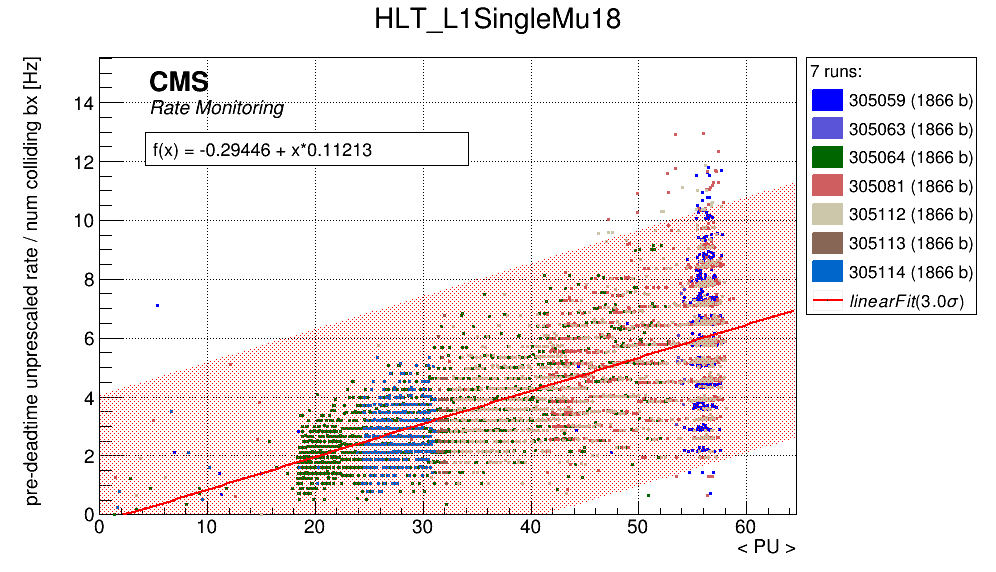 HLT_L1SingleMu18
pre-deadtime unprescaled rate / num colliding bx [Hz]
CMS
Rate Monitoring
f(x) = -0.29446 + x*0.11213
14
12
10
8
6
4
2
0
0 10 20 30 40 50 60
< PU >
7 runs:
305059 (1866 b)
305063 (1866 b)
305064 (1866 b)
305081 (1866 b)
305112 (1866 b)
305113 (1866 b)
305114 (1866 b)
linearFit(3.0σ)